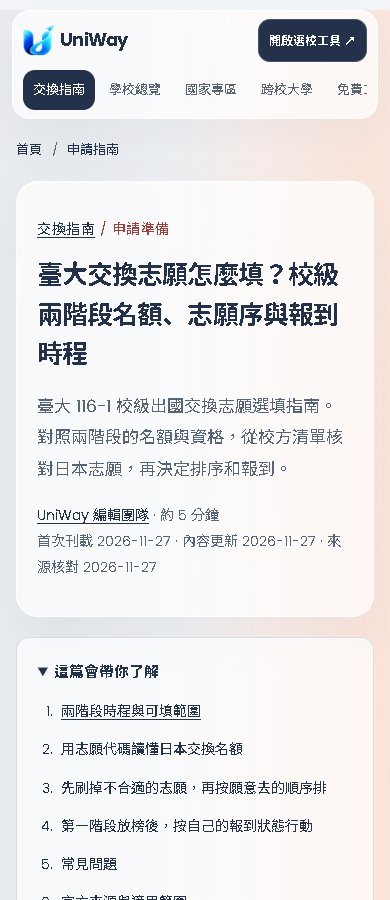 UniWay
開啟選校工具 ↗
交換指南 學校總覽 國家專區 跨校大學 免費
首頁 / 申請指南
交換指南 / 申請準備
臺大交換志願怎麼填？校級
兩階段名額、志願序與報到
時程
臺大 116-1 校級出國交換志願選填指南。
對照兩階段的名額與資格，從校方清單核
對日本志願，再決定排序和報到。
UniWay 編輯團隊 · 約 5 分鐘
首次刊載 2026-11-27 · 內容更新 2026-11-27 · 來
源核對 2026-11-27
▼ 這篇會帶你了解
1. 兩階段時程與可填範圍
2. 用志願代碼讀懂日本交換名額
3. 先刷掉不合適的志願，再按願意去的順序排
4. 第一階段放榜後，按自己的報到狀態行動
5. 常見問題